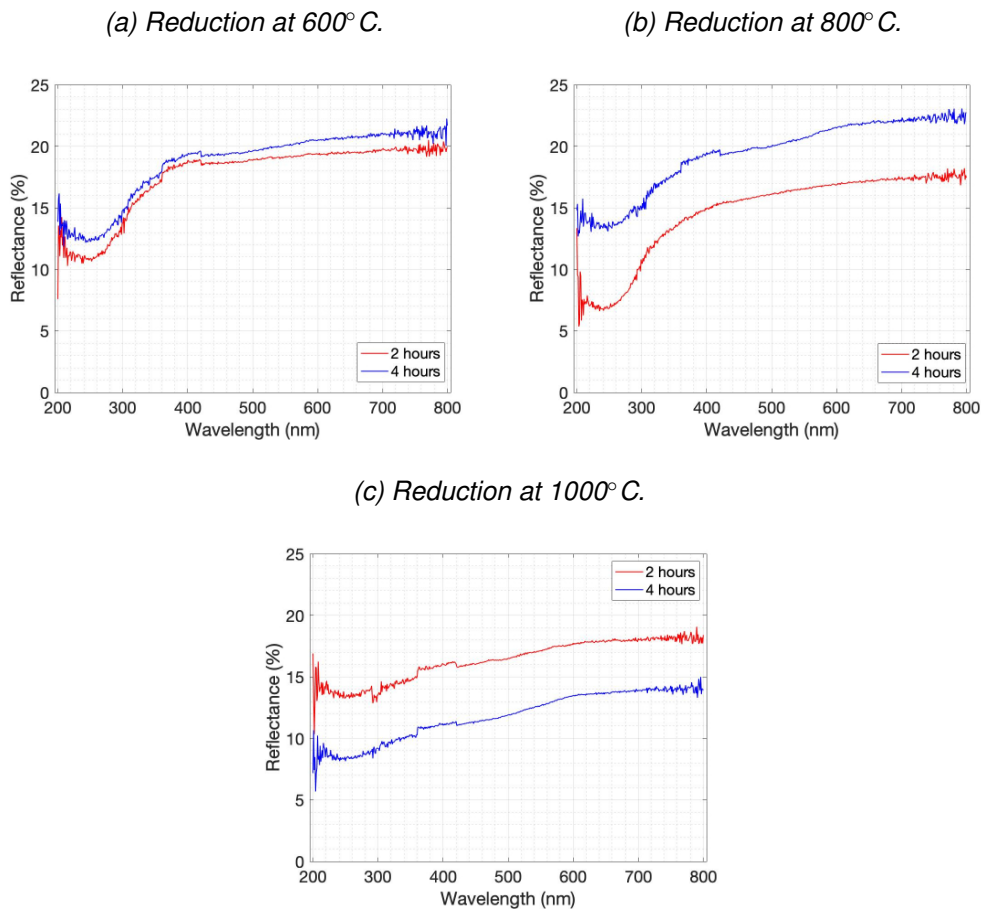 (a) Reduction at 600°C.
25
20
15
10
5
0
200 300 400 500 600 700 800
Reflectance (%)
Wavelength (nm)
2 hours
4 hours
(b) Reduction at 800°C.
25
20
15
10
5
0
200 300 400 500 600 700 800
Reflectance (%)
Wavelength (nm)
2 hours
4 hours
(c) Reduction at 1000°C.
25
20
15
10
5
0
200 300 400 500 600 700 800
Reflectance (%)
Wavelength (nm)
2 hours
4 hours